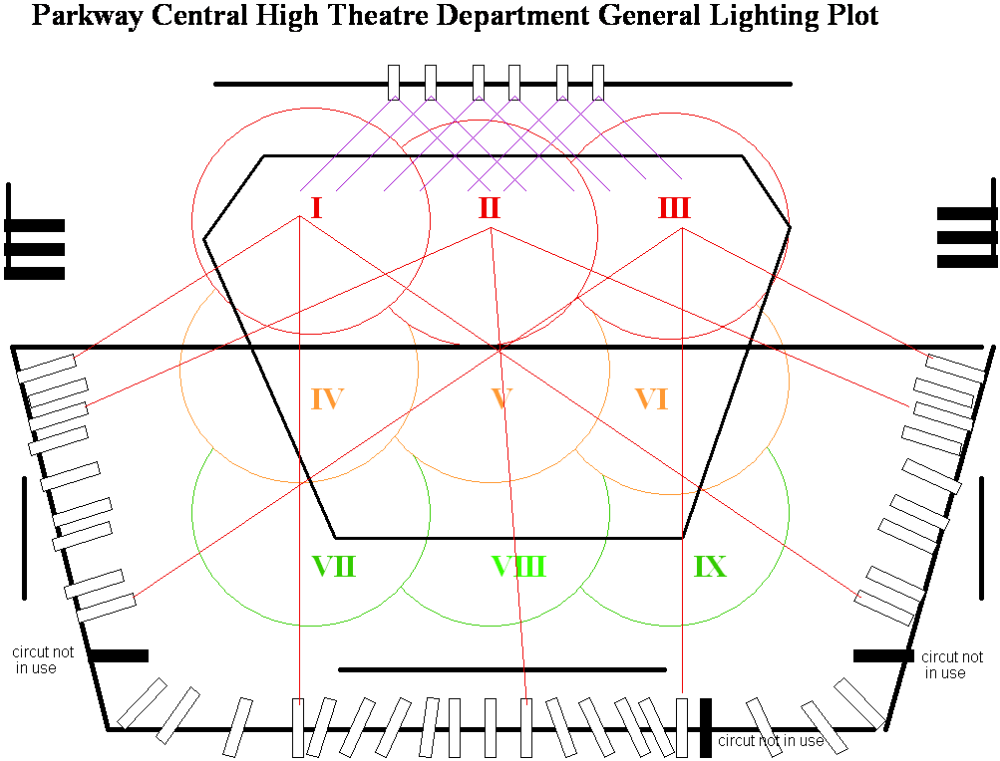 Parkway Central High Theatre Department General Lighting Plot
I II III
IV V VI
VII VIII IX
circut not
in use
circut not
in use
circut not in use